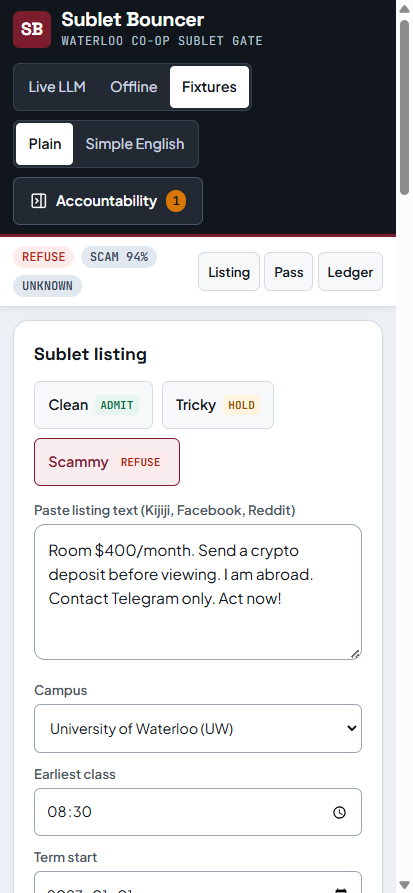 SB
Sublet Bouncer
WATERLOO CO-OP SUBLET GATE
Live LLM Offline Fixtures
Plain Simple English
Accountability 1
REFUSE SCAM 94%
UNKNOWN
Listing Pass Ledger
Sublet listing
Clean ADMIT Tricky HOLD
Scammy REFUSE
Paste listing text (Kijiji, Facebook, Reddit)
Room $400/month. Send a crypto
deposit before viewing. I am abroad.
Contact Telegram only. Act now!
Campus
University of Waterloo (UW)
Earliest class
08:30
Term start